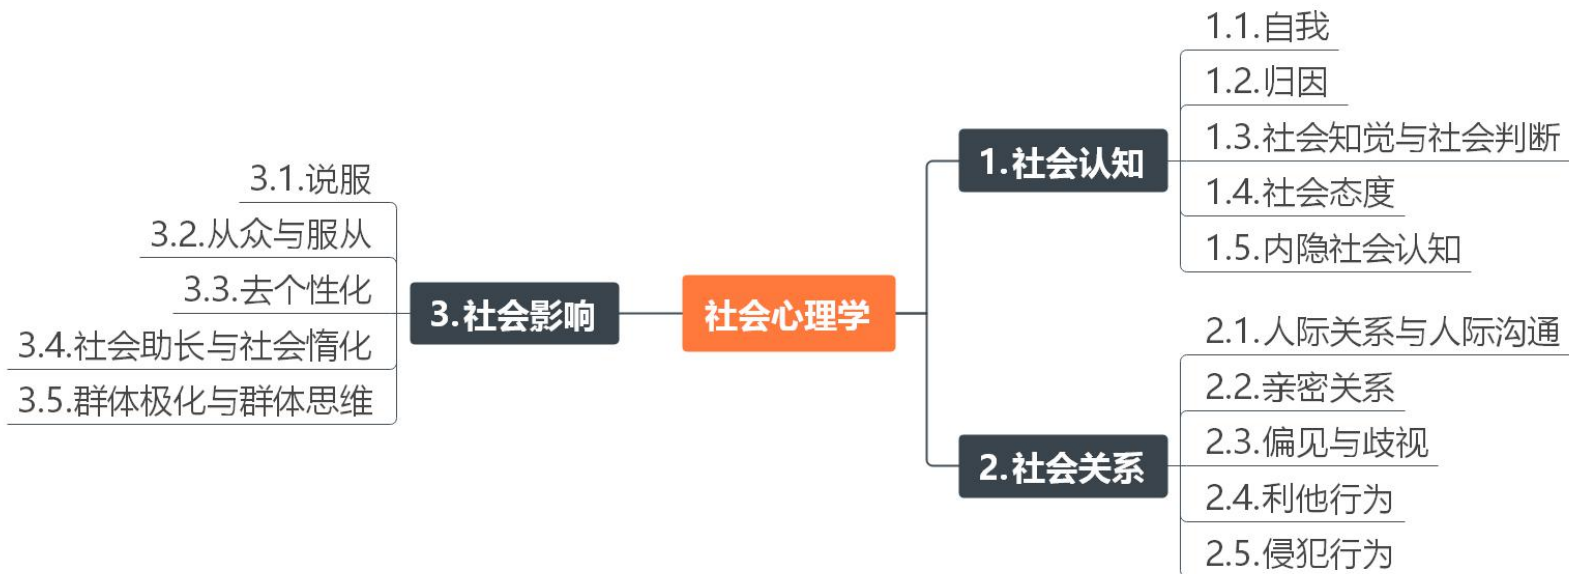 社会心理学
1.社会认知
1.1.自我
1.2.归因
1.3.社会知觉与社会判断
1.4.社会态度
1.5.内隐社会认知
2.社会关系
2.1.人际关系与人际沟通
2.2.亲密关系
2.3.偏见与歧视
2.4.利他行为
2.5.侵犯行为
3.社会影响
3.1.说服
3.2.从众与服从
3.3.去个性化
3.4.社会助长与社会惰化
3.5.群体极化与群体思维